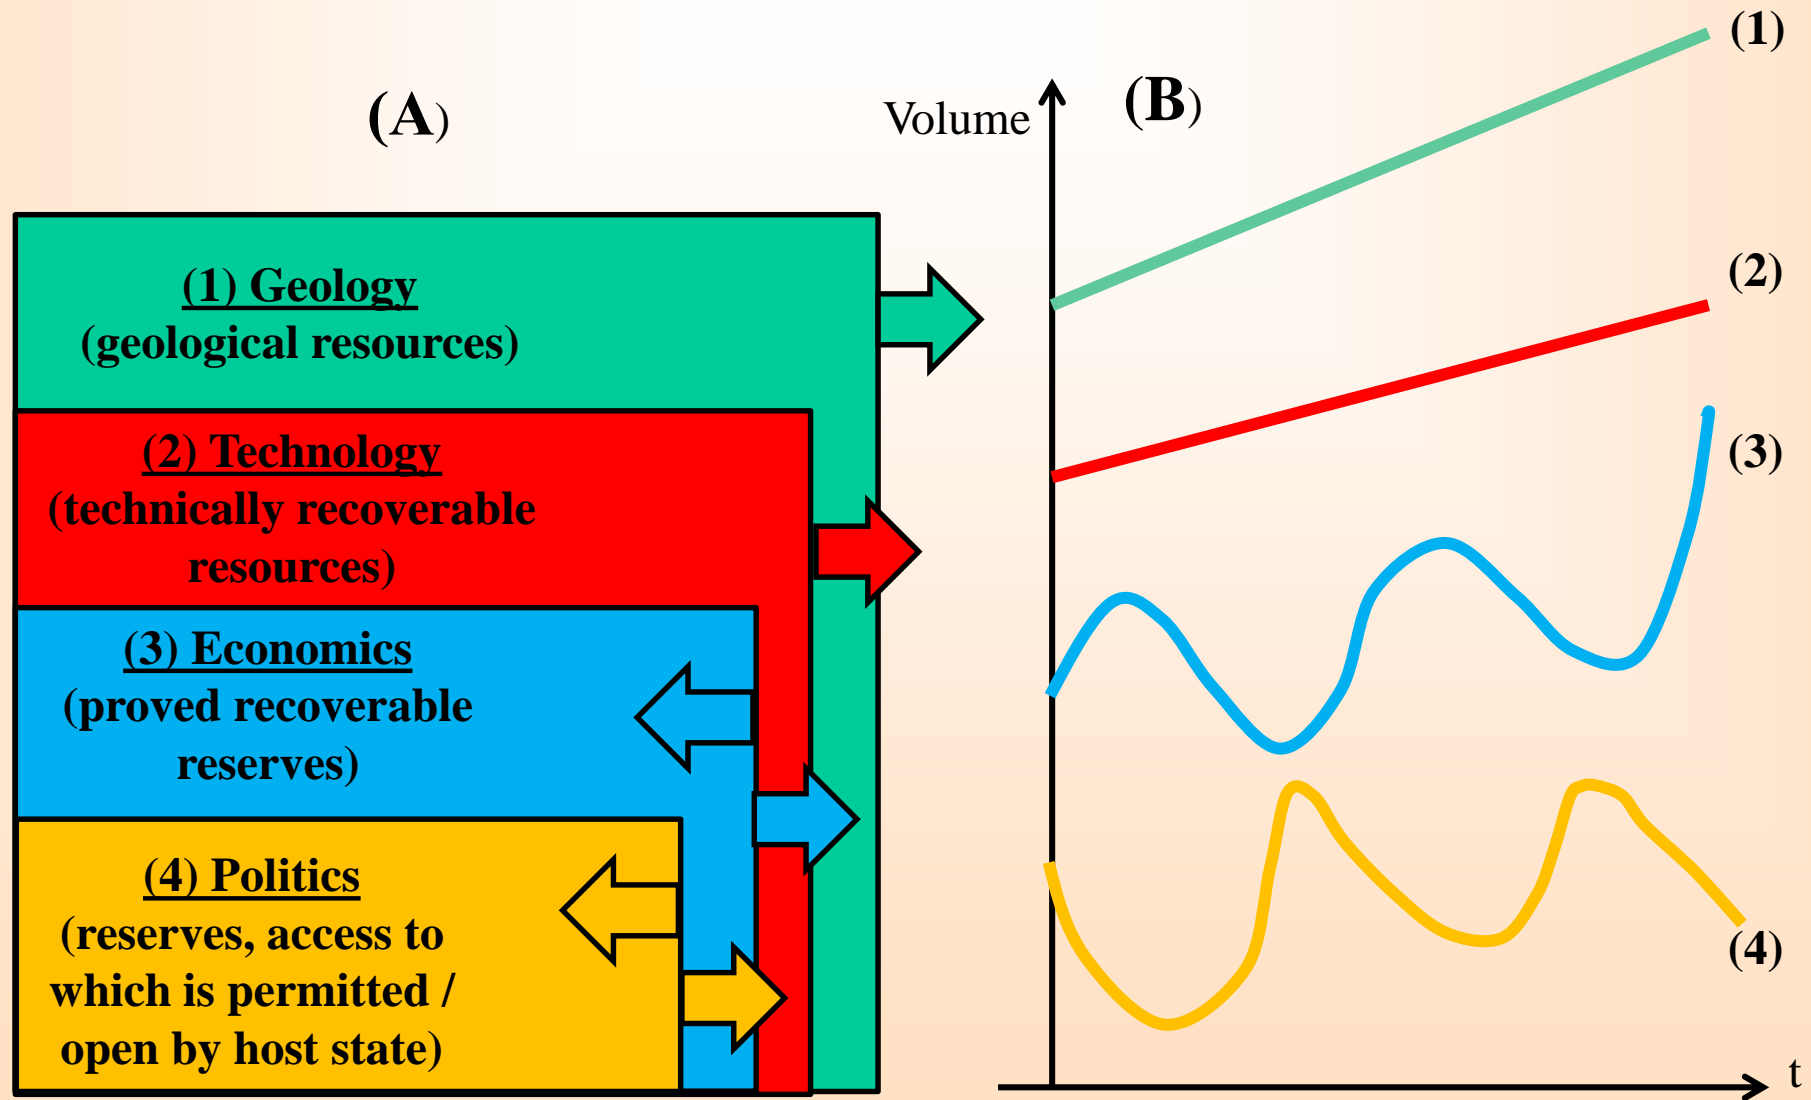 (A)
(1) Geology
(geological resources)
(2) Technology
(technically recoverable
resources)
(3) Economics
(proved recoverable
reserves)
(4) Politics
(reserves, access to
which is permitted /
open by host state)
Volume
(B)
(1)
(2)
(3)
(4)
t